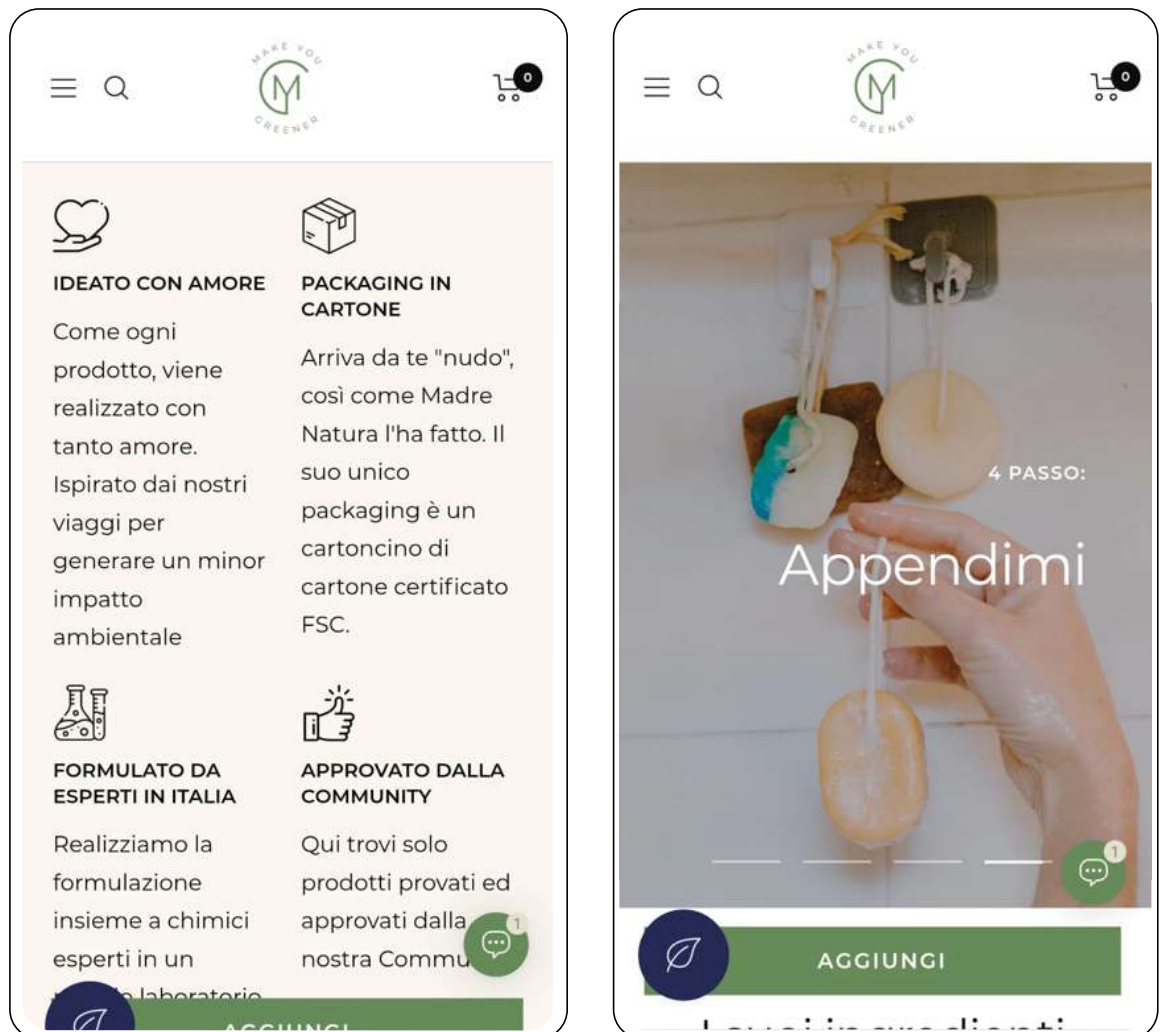 MAKE YOU
GREENER
0
IDEATO CON AMORE
Come ogni
prodotto, viene
realizzato con
tanto amore.
Ispirato dai nostri
viaggi per
generare un minor
impatto
ambientale
PACKAGING IN
CARTONE
Arriva da te "nudo",
così come Madre
Natura l'ha fatto. Il
suo unico
packaging è un
cartoncino di
cartone certificato
FSC.
FORMULATO DA
ESPERTI IN ITALIA
Realizziamo la
formulazione
insieme a chimici
esperti in un
laboratorio
APPROVATO DALLA
COMMUNITY
Qui trovi solo
prodotti provati ed
approvati dalla
nostra Commu
1
AGGIUNGI
MAKE YOU
GREENER
0
4 PASSO:
Appendimi
1
AGGIUNGI